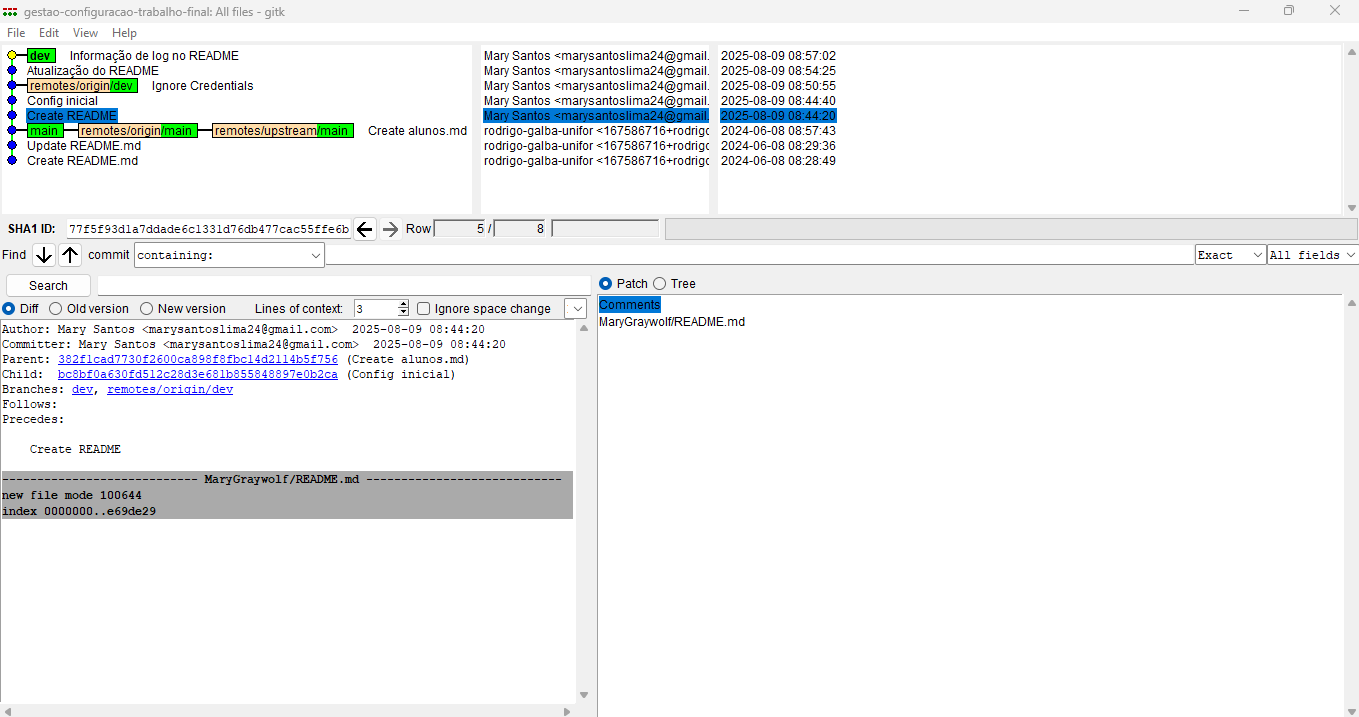 gestao-configuracao-trabalho-final: All files - gitk
File Edit View Help
dev Informação de log no README Mary Santos <marysantoslima24@gmail. 2025-08-09 08:57:02
Atualização do README Mary Santos <marysantoslima24@gmail. 2025-08-09 08:54:25
remotes/origin/dev Ignore Credentials Mary Santos <marysantoslima24@gmail. 2025-08-09 08:50:55
Config inicial Mary Santos <marysantoslima24@gmail. 2025-08-09 08:44:40
Create README Mary Santos <marysantoslima24@gmail. 2025-08-09 08:44:20
main remotes/origin/main remotes/upstream/main Create alunos.md rodrigo-galba-unifor <167586716+rodrigo 2024-06-08 08:57:43
Update README.md rodrigo-galba-unifor <167586716+rodrigo 2024-06-08 08:29:36
Create README.md rodrigo-galba-unifor <167586716+rodrigo 2024-06-08 08:28:49
SHA1 ID: 77f5f93d1a7ddade6c1331d76db477cac55ffe6b Row 5 / 8
Find commit containing: Exact All fields
Search
Patch Tree
Diff Old version New version Lines of context: 3 Ignore space change
Comments
MaryGraywolf/README.md
Author: Mary Santos <marysantoslima24@gmail.com> 2025-08-09 08:44:20
Committer: Mary Santos <marysantoslima24@gmail.com> 2025-08-09 08:44:20
Parent: 382f1cad7730f2600ca898f8fbc14d2114b5f756 (Create alunos.md)
Child: bc8bf0a630fd512c28d3e681b855848897e0b2ca (Config inicial)
Branches: dev, remotes/origin/dev
Follows:
Precedes:
Create README
---------------------------- MaryGraywolf/README.md ----------------------------
new file mode 100644
index 0000000..e69de29